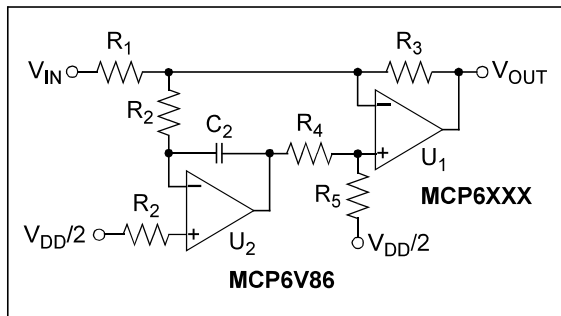 R1
R3
VIN
VOUT
R2
C2
R4
U1
R5
MCP6XXX
R2
VDD/2
U2
VDD/2
MCP6V86